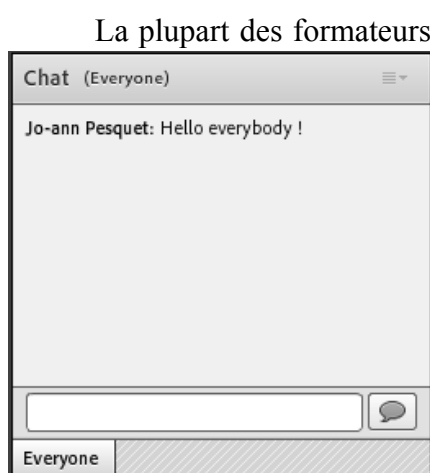 La plupart des formateurs
Chat (Everyone)
Jo-ann Pesquet: Hello everybody !
Everyone